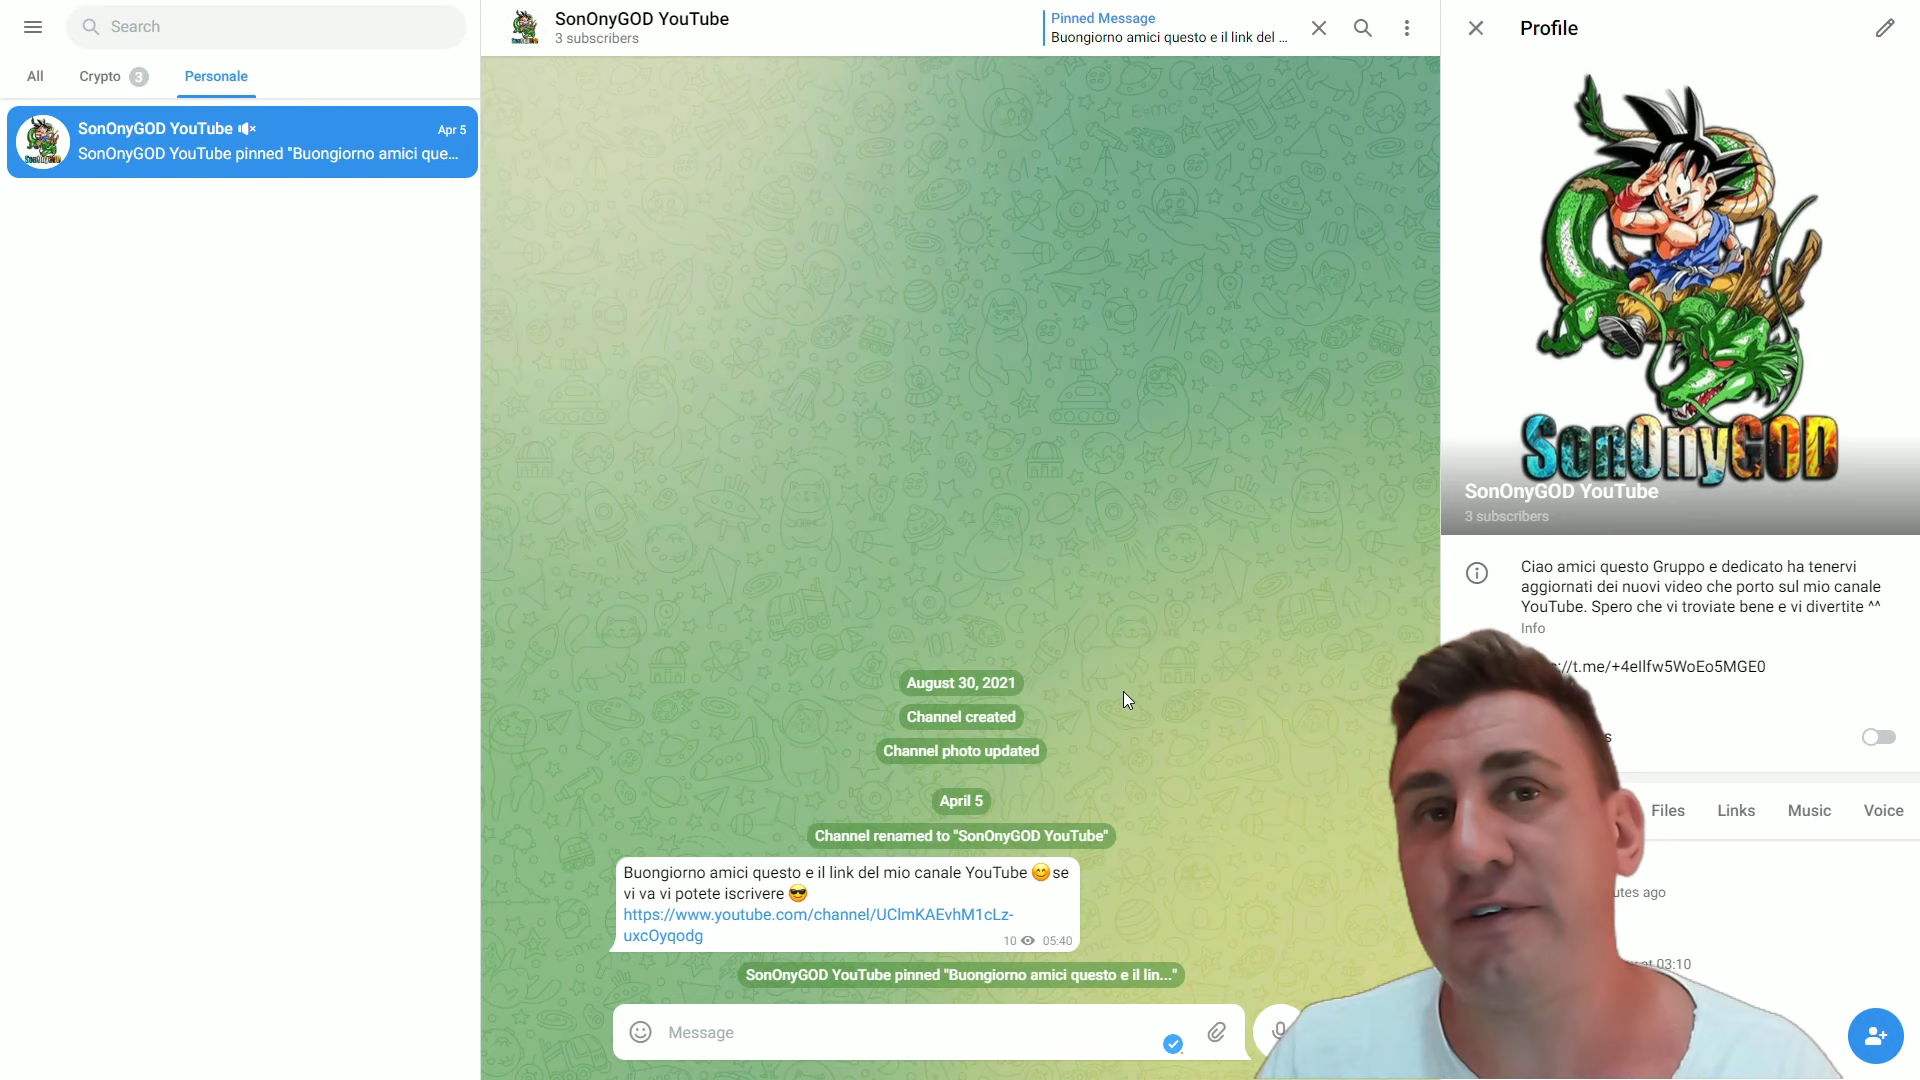 Search
All
Crypto 3
Personale
SonOnyGOD YouTube
Apr 5
SonOnyGOD YouTube pinned "Buongiorno amici que...
SonOnyGOD YouTube
3 subscribers
Pinned Message
Buongiorno amici questo e il link del ...
August 30, 2021
Channel created
Channel photo updated
April 5
Channel renamed to "SonOnyGOD YouTube"
Buongiorno amici questo e il link del mio canale YouTube 😊 se
vi va vi potete iscrivere 😎
https://www.youtube.com/channel/UClmKAEvhM1cLz-
uxcOyqodg
10 05:40
SonOnyGOD YouTube pinned "Buongiorno amici questo e il lin..."
Message
Profile
SonOnyGOD
SonOnyGOD YouTube
3 subscribers
Ciao amici questo Gruppo e dedicato ha tenervi
aggiornati dei nuovi video che porto sul mio canale
YouTube. Spero che vi troviate bene e vi divertite ^^
Info
://t.me/+4eIlfw5WoEo5MGE0
Files
Links
Music
Voice
ago
at 03:10